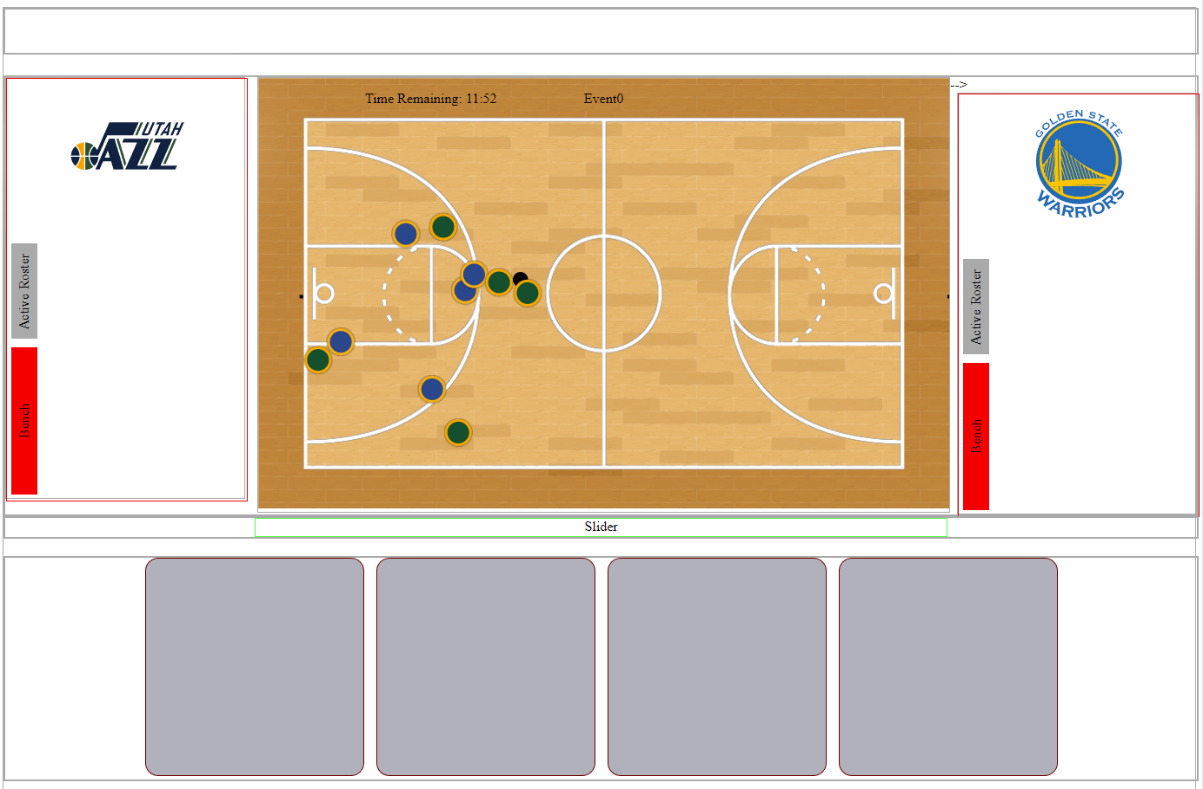 Time Remaining: 11:52
Event0
-->
UTAH
JAZZ
GOLDEN STATE
WARRIORS
Active Roster
Bench
Active Roster
Bench
Slider